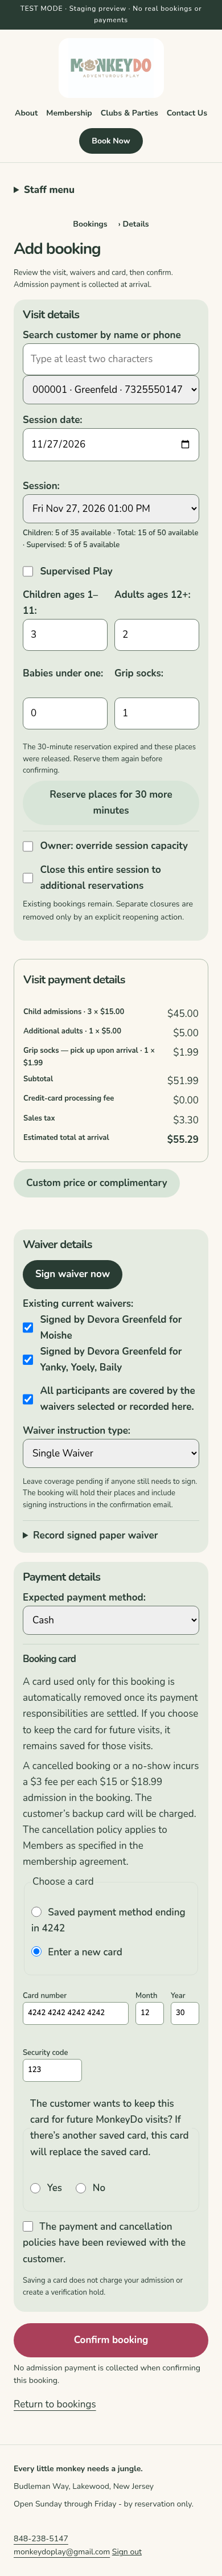 TEST MODE · Staging preview · No real bookings or
payments
MONKEYDO
ADVENTUROUS PLAY
About Membership Clubs & Parties Contact Us
Book Now
Staff menu
Bookings › Details
Add booking
Review the visit, waivers and card, then confirm.
Admission payment is collected at arrival.
Visit details
Search customer by name or phone
Type at least two characters
000001 · Greenfeld · 7325550147
Session date:
11/27/2026
Session:
Fri Nov 27, 2026 01:00 PM
Children: 5 of 35 available · Total: 15 of 50 available
· Supervised: 5 of 5 available
Supervised Play
Children ages 1–
11:
Adults ages 12+:
3
2
Babies under one:
Grip socks:
0
1
The 30-minute reservation expired and these places
were released. Reserve them again before
confirming.
Reserve places for 30 more
minutes
Owner: override session capacity
Close this entire session to
additional reservations
Existing bookings remain. Separate closures are
removed only by an explicit reopening action.
Visit payment details
Child admissions · 3 × $15.00 $45.00
Additional adults · 1 × $5.00 $5.00
Grip socks — pick up upon arrival · 1 ×
$1.99
$1.99
Subtotal $51.99
Credit-card processing fee $0.00
Sales tax $3.30
Estimated total at arrival $55.29
Custom price or complimentary
Waiver details
Sign waiver now
Existing current waivers:
Signed by Devora Greenfeld for
Moishe
Signed by Devora Greenfeld for
Yanky, Yoely, Baily
All participants are covered by the
waivers selected or recorded here.
Waiver instruction type:
Single Waiver
Leave coverage pending if anyone still needs to sign.
The booking will hold their places and include
signing instructions in the confirmation email.
Record signed paper waiver
Payment details
Expected payment method:
Cash
Booking card
A card used only for this booking is
automatically removed once its payment
responsibilities are settled. If you choose
to keep the card for future visits, it
remains saved for those visits.
A cancelled booking or a no-show incurs
a $3 fee per each $15 or $18.99
admission in the booking. The
customer's backup card will be charged.
The cancellation policy applies to
Members as specified in the
membership agreement.
Choose a card
Saved payment method ending
in 4242
Enter a new card
Card number Month Year
4242 4242 4242 4242 12 30
Security code
123
The customer wants to keep this
card for future MonkeyDo visits? If
there's another saved card, this card
will replace the saved card.
Yes No
The payment and cancellation
policies have been reviewed with the
customer.
Saving a card does not charge your admission or
create a verification hold.
Confirm booking
No admission payment is collected when confirming
this booking.
Return to bookings
Every little monkey needs a jungle.
Budleman Way, Lakewood, New Jersey
Open Sunday through Friday - by reservation only.
848-238-5147
monkeydoplay@gmail.com Sign out